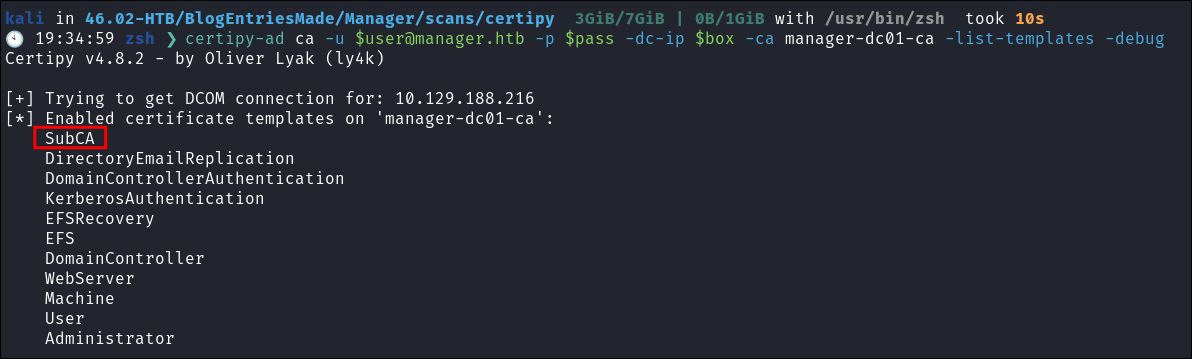 kali in 46.02-HTB/BlogEntriesMade/Manager/scans/certipy 3GiB/7GiB | 0B/1GiB with /usr/bin/zsh took 10s
19:34:59 zsh ❯ certipy-ad ca -u $user@manager.htb -p $pass -dc-ip $box -ca manager-dc01-ca -list-templates -debug
Certipy v4.8.2 - by Oliver Lyak (ly4k)
[+] Trying to get DCOM connection for: 10.129.188.216
[*] Enabled certificate templates on 'manager-dc01-ca':
SubCA
DirectoryEmailReplication
DomainControllerAuthentication
KerberosAuthentication
EFSRecovery
EFS
DomainController
WebServer
Machine
User
Administrator